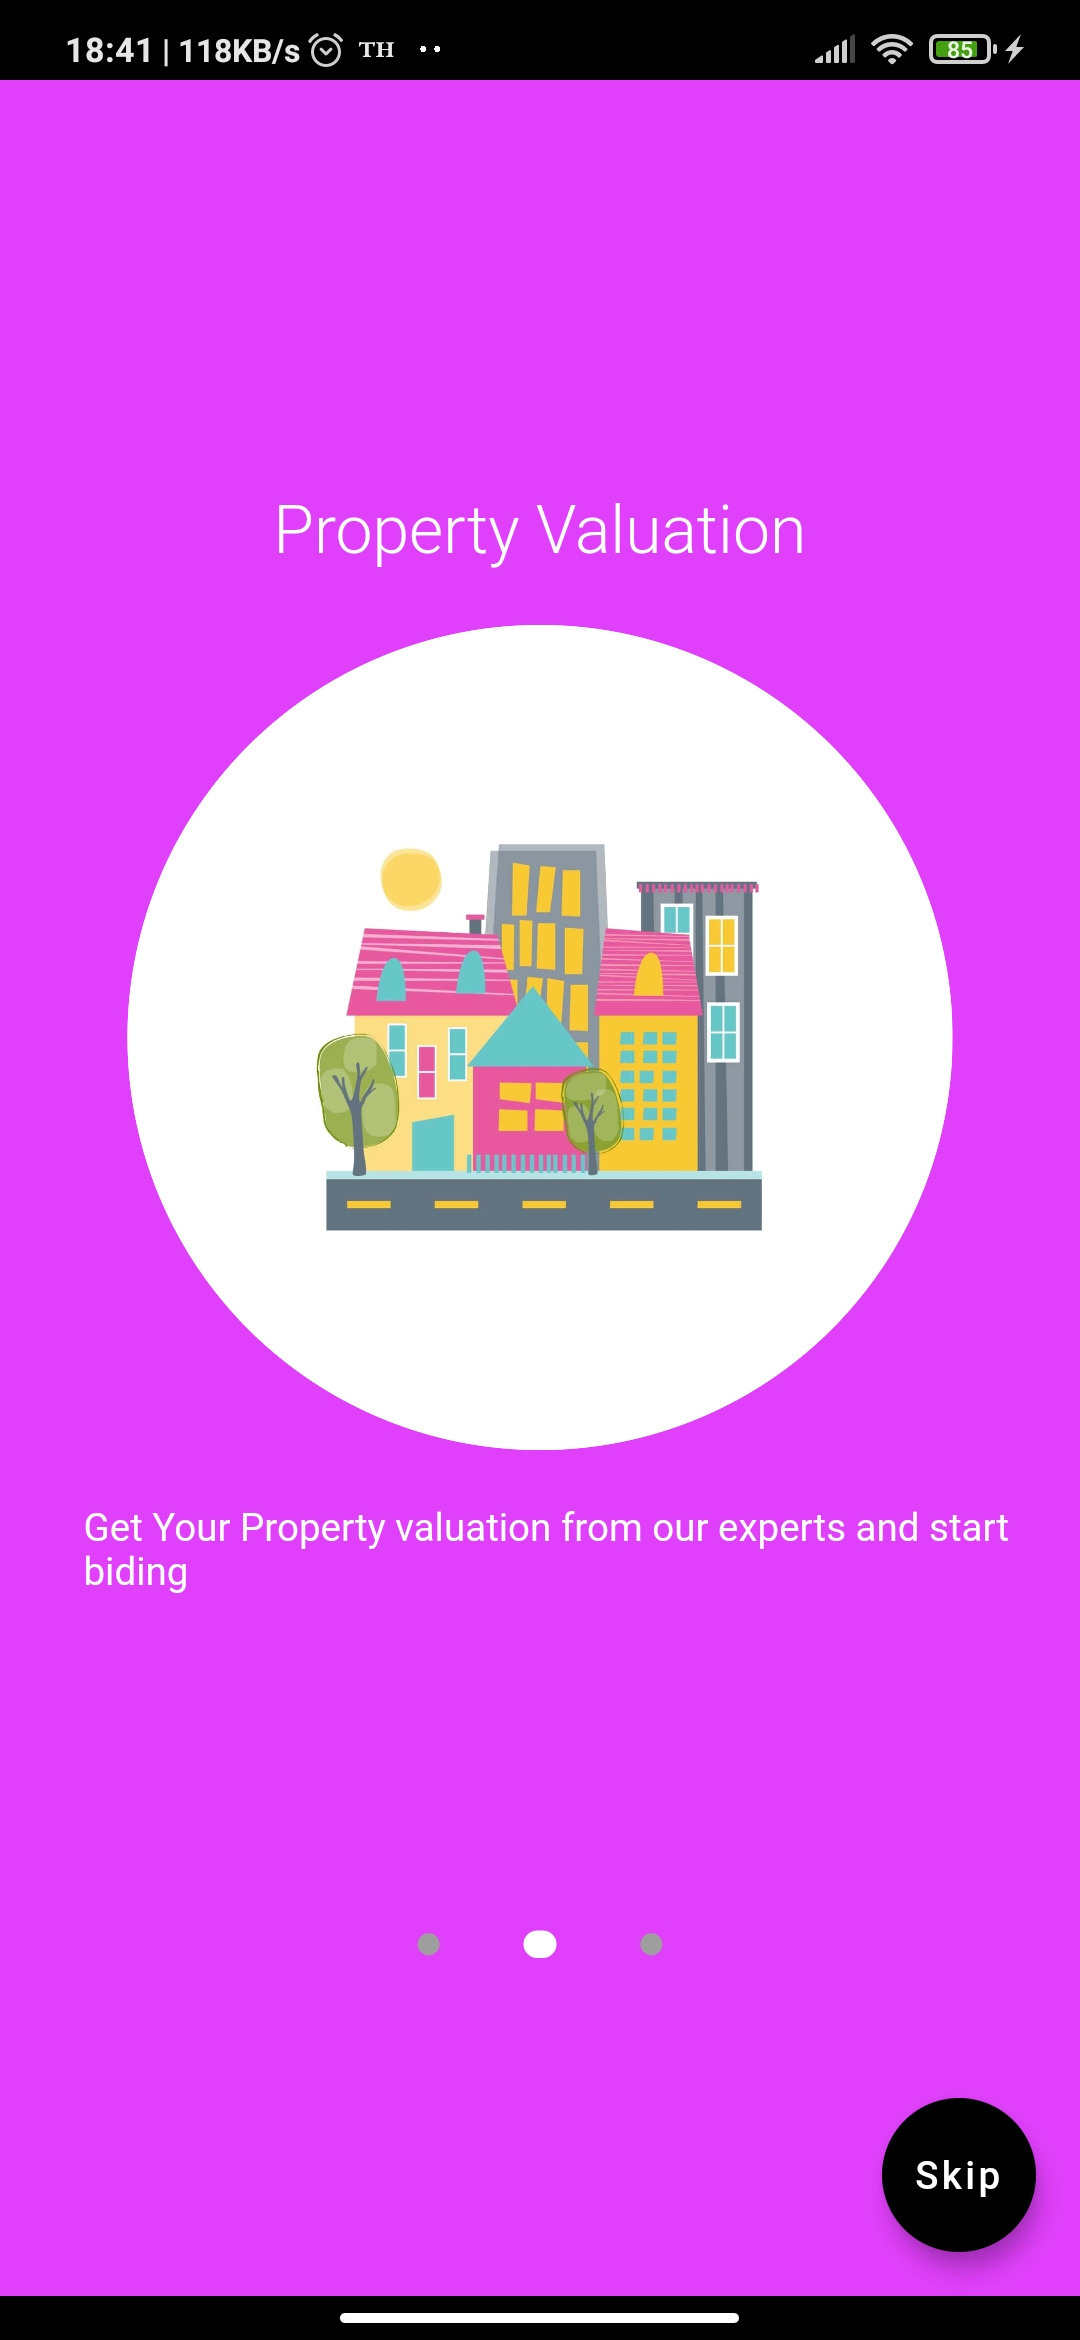 18:41 | 118KB/s TH 85
Property Valuation
Get Your Property valuation from our experts and start
biding
Skip